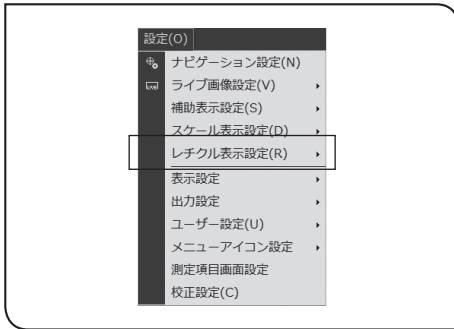 設定(O)
ナビゲーション設定(N)
LIVE ライブ画像設定(V)
補助表示設定(S)
スケール表示設定(D)
レチクル表示設定(R)
表示設定
出力設定
ユーザー設定(U)
メニューアイコン設定
測定項目画面設定
校正設定(C)